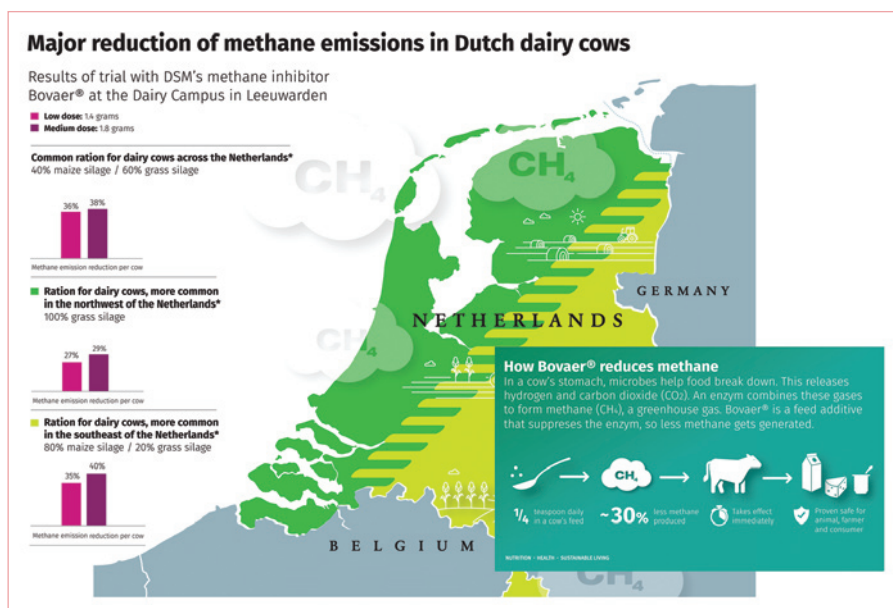 Major reduction of methane emissions in Dutch dairy cows
Results of trial with DSM's methane inhibitor
Bovaer® at the Dairy Campus in Leeuwarden
Low dose: 1.4 grams
Medium dose: 1.8 grams
Common ration for dairy cows across the Netherlands*
40% maize silage / 60% grass silage
36% 38%
Methane emission reduction per cow
Ration for dairy cows, more common
in the northwest of the Netherlands*
100% grass silage
27% 29%
Methane emission reduction per cow
Ration for dairy cows, more common
in the southeast of the Netherlands*
80% maize silage / 20% grass silage
35% 40%
Methane emission reduction per cow
CH4
CH4
CH4
GERMANY
NETHERLANDS
BELGIUM
How Bovaer® reduces methane
In a cow's stomach, microbes help food break down. This releases
hydrogen and carbon dioxide (CO₂). An enzym combines these gases
to form methane (CH₄), a greenhouse gas. Bovaer® is a feed additive
that suppreses the enzym, so less methane gets generated.
CH4
1/4 teaspoon daily
in a cow's feed
~30% less methane
produced
Takes effect
immediately
Proven safe for
animal, farmer
and consumer
NUTRITION · HEALTH · SUSTAINABLE LIVING
CH4